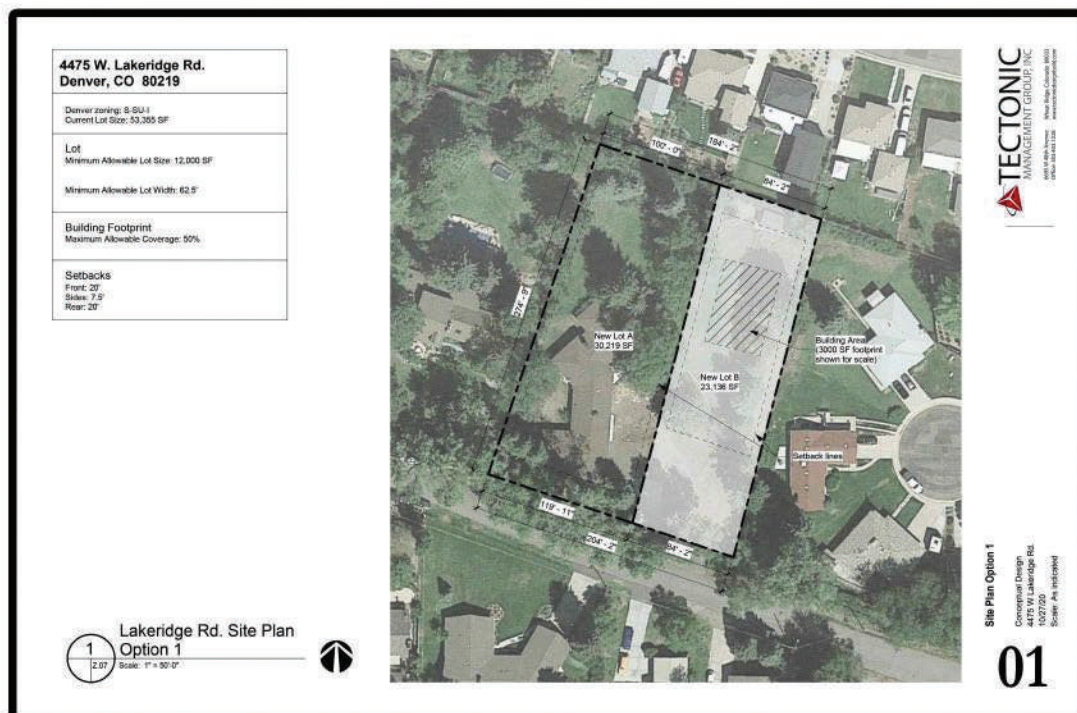 4475 W. Lakeridge Rd.
Denver, CO 80219
Denver zoning: S-SU-I
Current Lot Size: 53,355 SF
Lot
Minimum Allowable Lot Size: 12,000 SF
Minimum Allowable Lot Width: 62.5'
Building Footprint
Maximum Allowable Coverage: 50%
Setbacks
Front: 20'
Sides: 7.5'
Rear: 20'
100' - 0"
184' - 2"
84' - 2"
274' - 9"
New Lot A
30,219 SF
Building Area
(3000 SF footprint
shown for scale)
New Lot B
23,136 SF
Setback lines
119' - 11"
204' - 2"
84' - 2"
1
Z.07
Lakeridge Rd. Site Plan
Option 1
Scale: 1" = 50'-0"
TECTONIC
MANAGEMENT GROUP, INC
Site Plan Option 1
Conceptual Design
4475 W Lakeridge Rd.
10/27/20
Scale: As indicated
01